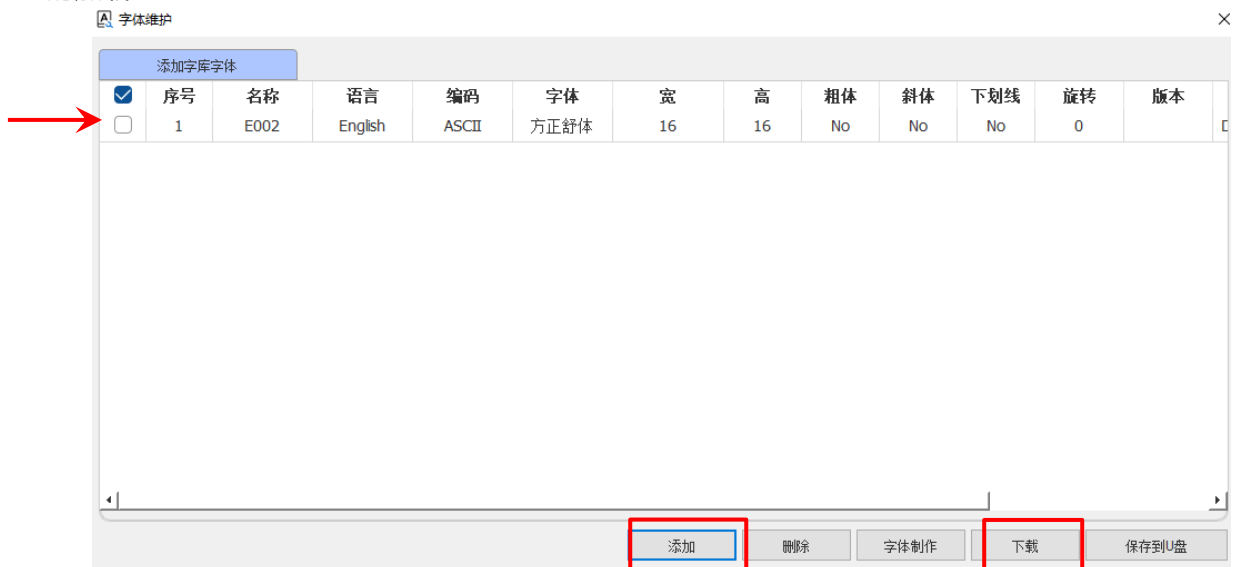 字体维护
添加字库字体
序号 名称 语言 编码 字体 宽 高 粗体 斜体 下划线 旋转 版本
1 E002 English ASCII 方正舒体 16 16 No No No 0
添加 删除 字体制作 下载 保存到U盘